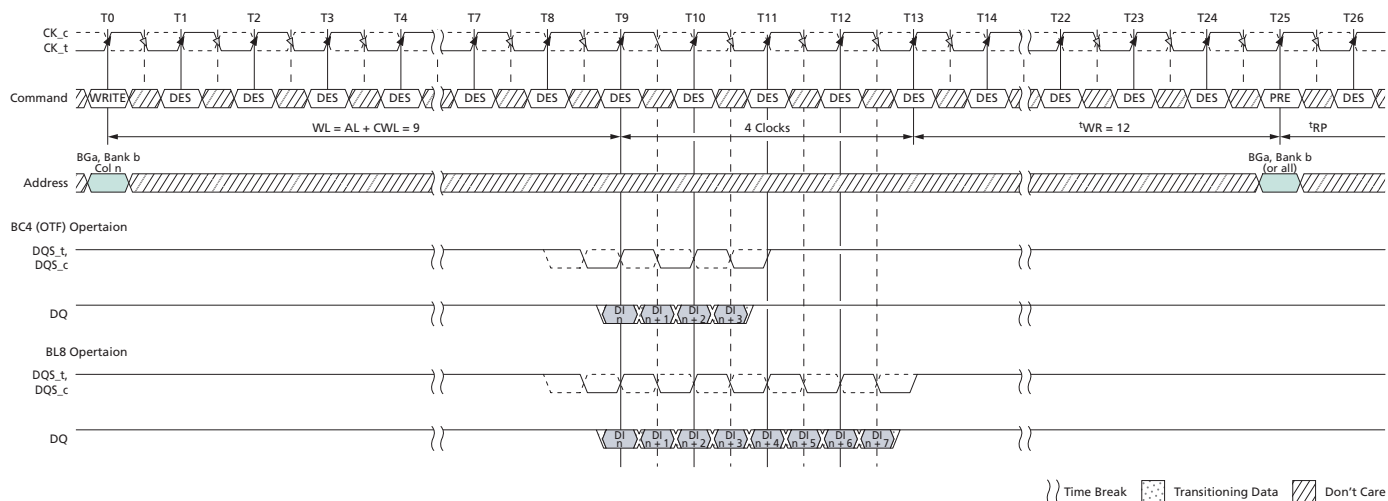 T0 T1 T2 T3 T4 T7 T8 T9 T10 T11 T12 T13 T14 T22 T23 T24 T25 T26
CK_c
CK_t
Command WRITE DES DES DES DES DES DES DES DES DES DES DES DES DES DES DES PRE DES
WL = AL + CWL = 9 4 Clocks tWR = 12 tRP
BGa, Bank b
Col n
BGa, Bank b
(or all)
Address
BC4 (OTF) Opertaion
DQS_t,
DQS_c
DQ DI n DI n + 1 DI n + 2 DI n + 3
BL8 Opertaion
DQS_t,
DQS_c
DQ DI n DI n + 1 DI n + 2 DI n + 3 DI n + 4 DI n + 5 DI n + 6 DI n + 7
Time Break Transitioning Data Don't Care